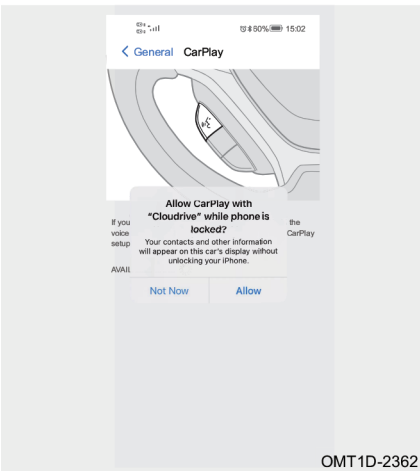 50% 15:02
General CarPlay
Allow CarPlay with
“Cloudrive” while phone is
locked?
Your contacts and other information
will appear on this car's display without
unlocking your iPhone.
If you the
voice CarPlay
setup
AVAIL
Not Now Allow
OMT1D-2362